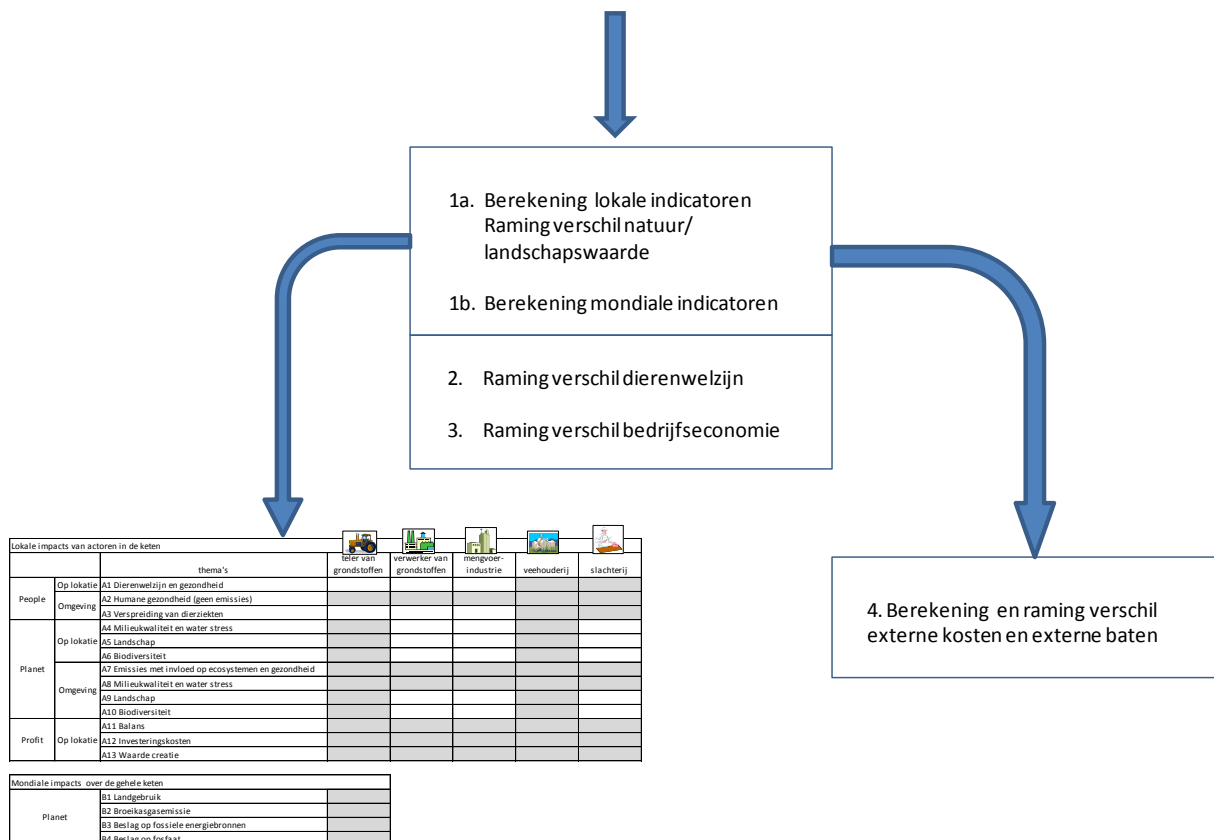 1a. Berekening lokale indicatoren
Raming verschil natuur/
landschapswaarde
1b. Berekening mondiale indicatoren
2. Raming verschil dierenwelzijn
3. Raming verschil bedrijfseconomie
4. Berekening en raming verschil
externe kosten en externe baten
Lokale impacts van actoren in de keten
thema's
teler van
grondstoffen
verwerker van
grondstoffen
mengvoer-
industrie
veehouderij
slachterij
People
Op lokatie
A1 Dierenwelzijn en gezondheid
Omgeving
A2 Humane gezondheid (geen emissies)
A3 Verspreiding van dierziekten
Planet
Op lokatie
A4 Milieukwaliteit en water stress
A5 Landschap
A6 Biodiversiteit
Omgeving
A7 Emissies met invloed op ecosystemen en gezondheid
A8 Milieukwaliteit en water stress
A9 Landschap
A10 Biodiversiteit
Profit
Op lokatie
A11 Balans
A12 Investeringskosten
A13 Waarde creatie
Mondiale impacts over de gehele keten
Planet
B1 Landgebruik
B2 Broeikasgasemissie
B3 Beslag op fossiele energiebronnen
B4 Beslag op fosfaat